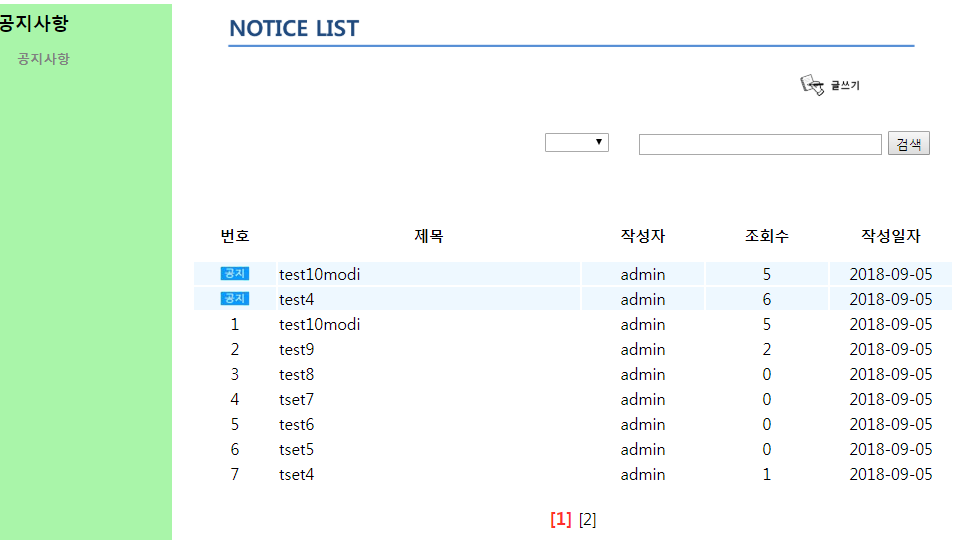 공지사항
공지사항
NOTICE LIST
글쓰기
검색
번호 제목 작성자 조회수 작성일자
공지 test10modi admin 5 2018-09-05
공지 test4 admin 6 2018-09-05
1 test10modi admin 5 2018-09-05
2 test9 admin 2 2018-09-05
3 test8 admin 0 2018-09-05
4 tset7 admin 0 2018-09-05
5 test6 admin 0 2018-09-05
6 tset5 admin 0 2018-09-05
7 tset4 admin 1 2018-09-05
[1] [2]